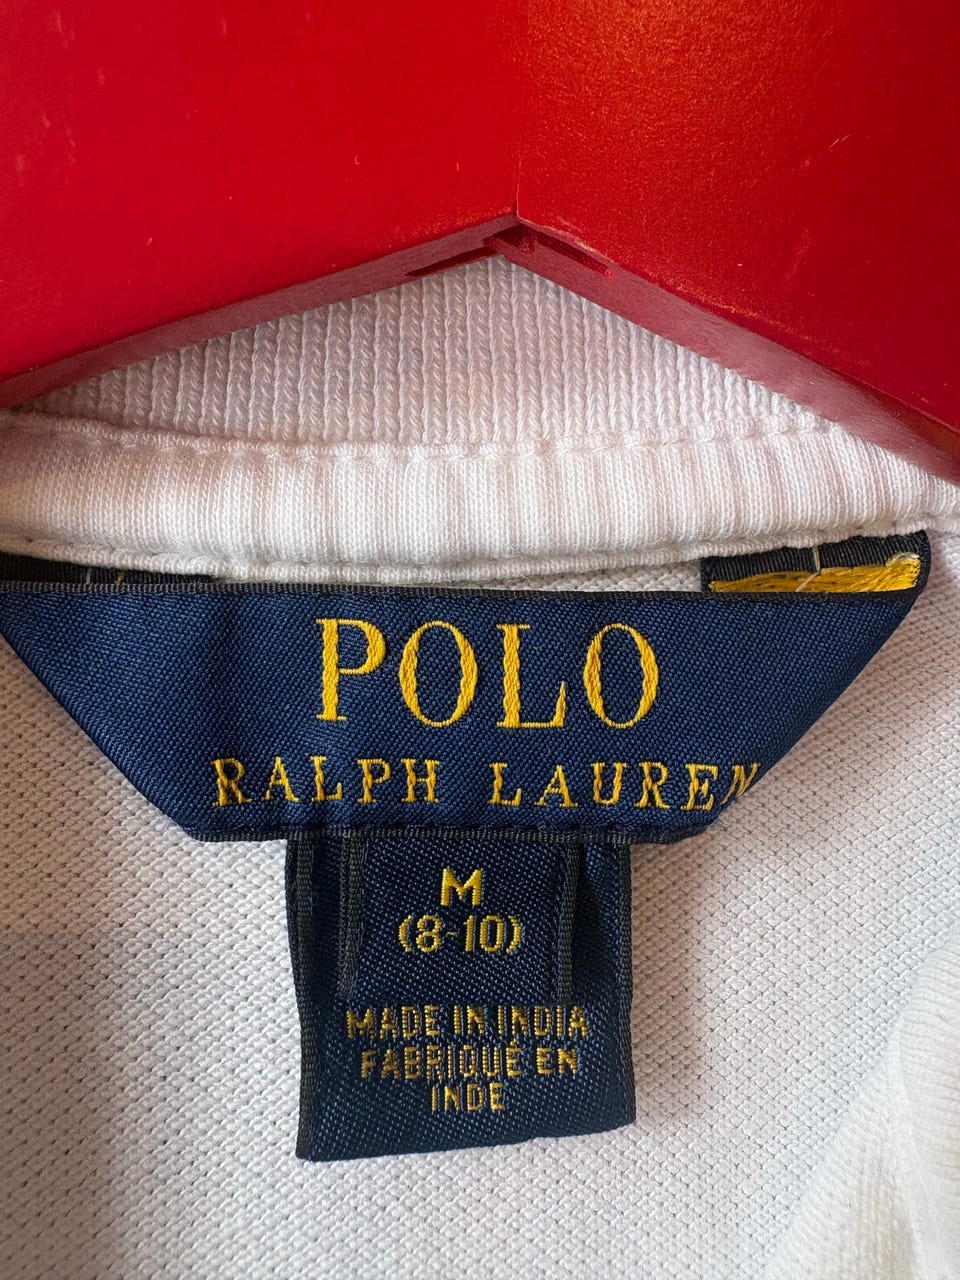 POLO
RALPH LAUREN
M
(8-10)
MADE IN INDIA
FABRIQUÉ EN
INDE